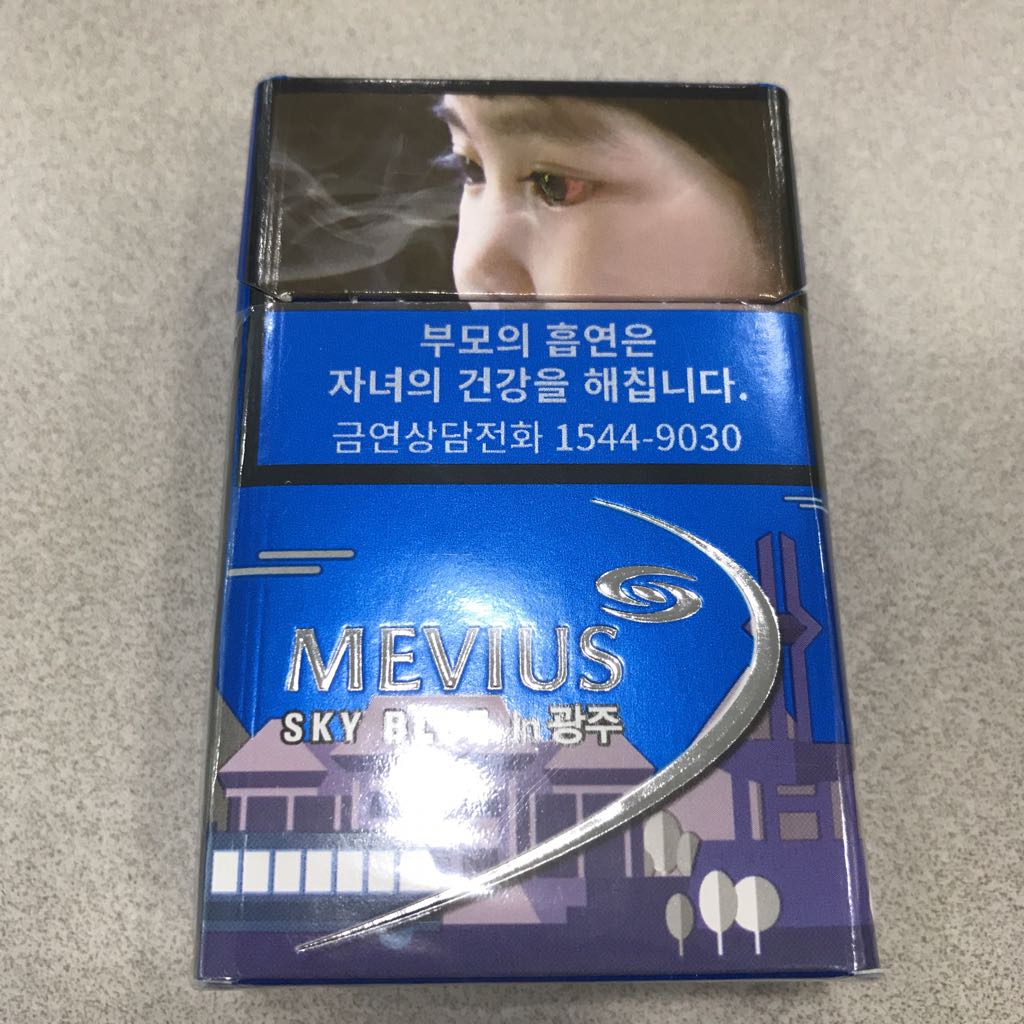 부모의 흡연은
자녀의 건강을 해칩니다.
금연상담전화 1544-9030
MEVIUS
SKY BLUE in 광주